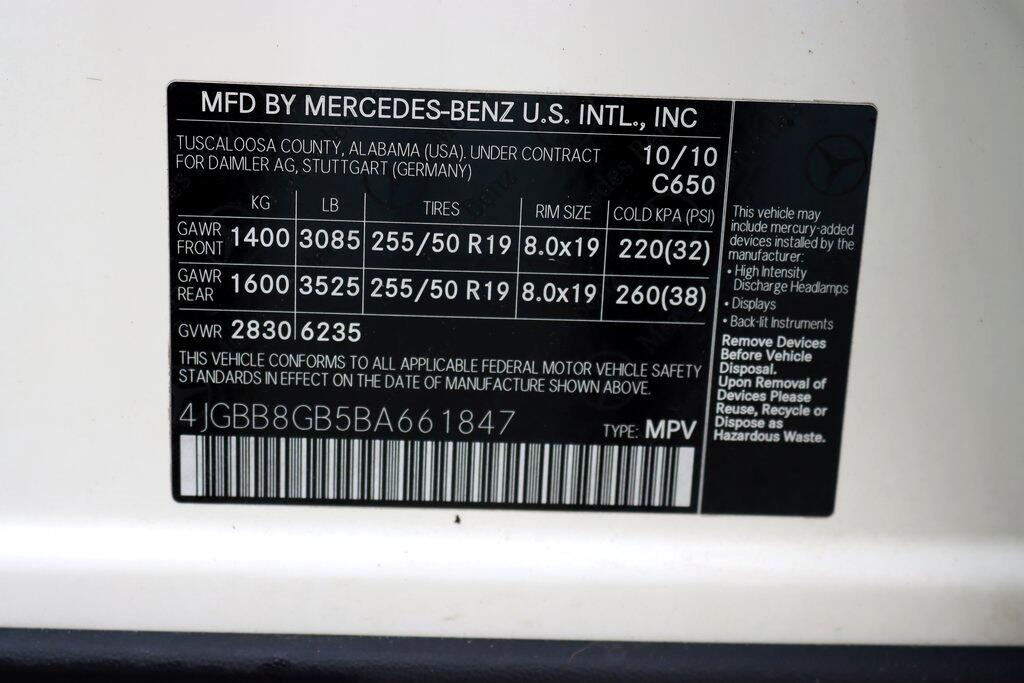 MFD BY MERCEDES-BENZ U.S. INTL., INC
TUSCALOOSA COUNTY, ALABAMA (USA). UNDER CONTRACT
FOR DAIMLER AG, STUTTGART (GERMANY)
10/10
C650
KG LB TIRES RIM SIZE COLD KPA (PSI)
GAWR FRONT 1400 3085 255/50 R19 8.0x19 220(32)
GAWR REAR 1600 3525 255/50 R19 8.0x19 260(38)
GVWR 2830 6235
THIS VEHICLE CONFORMS TO ALL APPLICABLE FEDERAL MOTOR VEHICLE SAFETY
STANDARDS IN EFFECT ON THE DATE OF MANUFACTURE SHOWN ABOVE.
4JGBB8GB5BA661847
TYPE: MPV
This vehicle may
include mercury-added
devices installed by the
manufacturer:
• High Intensity
Discharge Headlamps
• Displays
• Back-lit Instruments
Remove Devices
Before Vehicle
Disposal.
Upon Removal of
Devices Please
Reuse, Recycle or
Dispose as
Hazardous Waste.